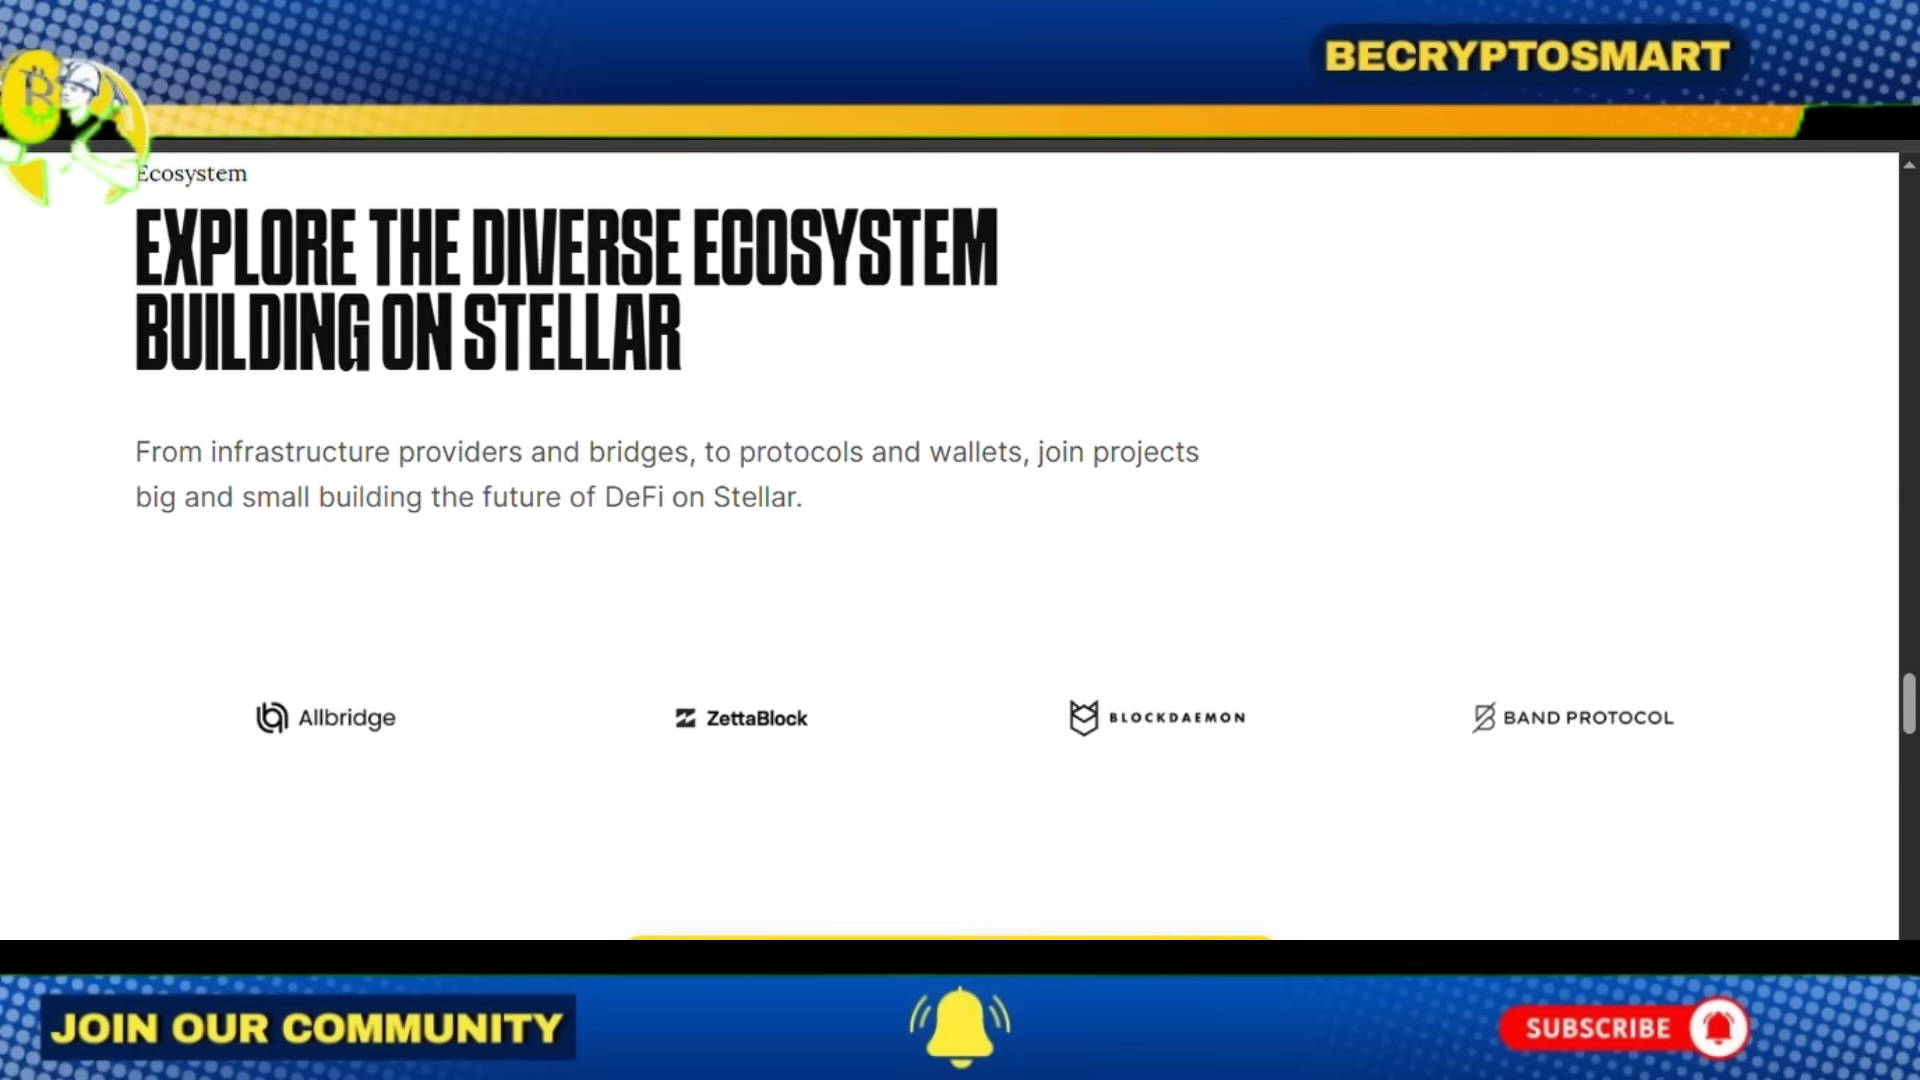 BECRYPTOSMART
Ecosystem
EXPLORE THE DIVERSE ECOSYSTEM
BUILDING ON STELLAR
From infrastructure providers and bridges, to protocols and wallets, join projects
big and small building the future of DeFi on Stellar.
Allbridge
ZettaBlock
BLOCKDAEMON
BAND PROTOCOL
JOIN OUR COMMUNITY
SUBSCRIBE